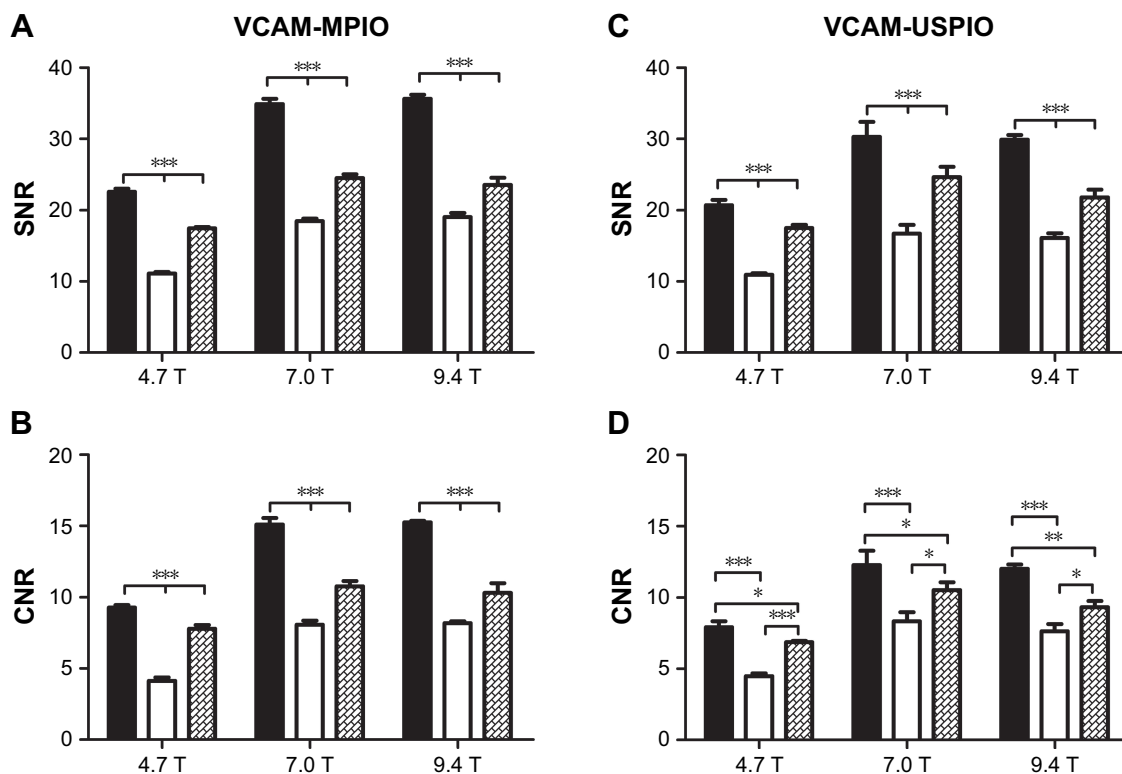 A
VCAM-MPIO
SNR
40
30
20
10
0
***
***
***
4.7 T
7.0 T
9.4 T
B
CNR
20
15
10
5
0
***
***
***
4.7 T
7.0 T
9.4 T
C
VCAM-USPIO
SNR
40
30
20
10
0
***
***
***
4.7 T
7.0 T
9.4 T
D
CNR
20
15
10
5
0
***
*
***
***
*
*
***
**
*
4.7 T
7.0 T
9.4 T